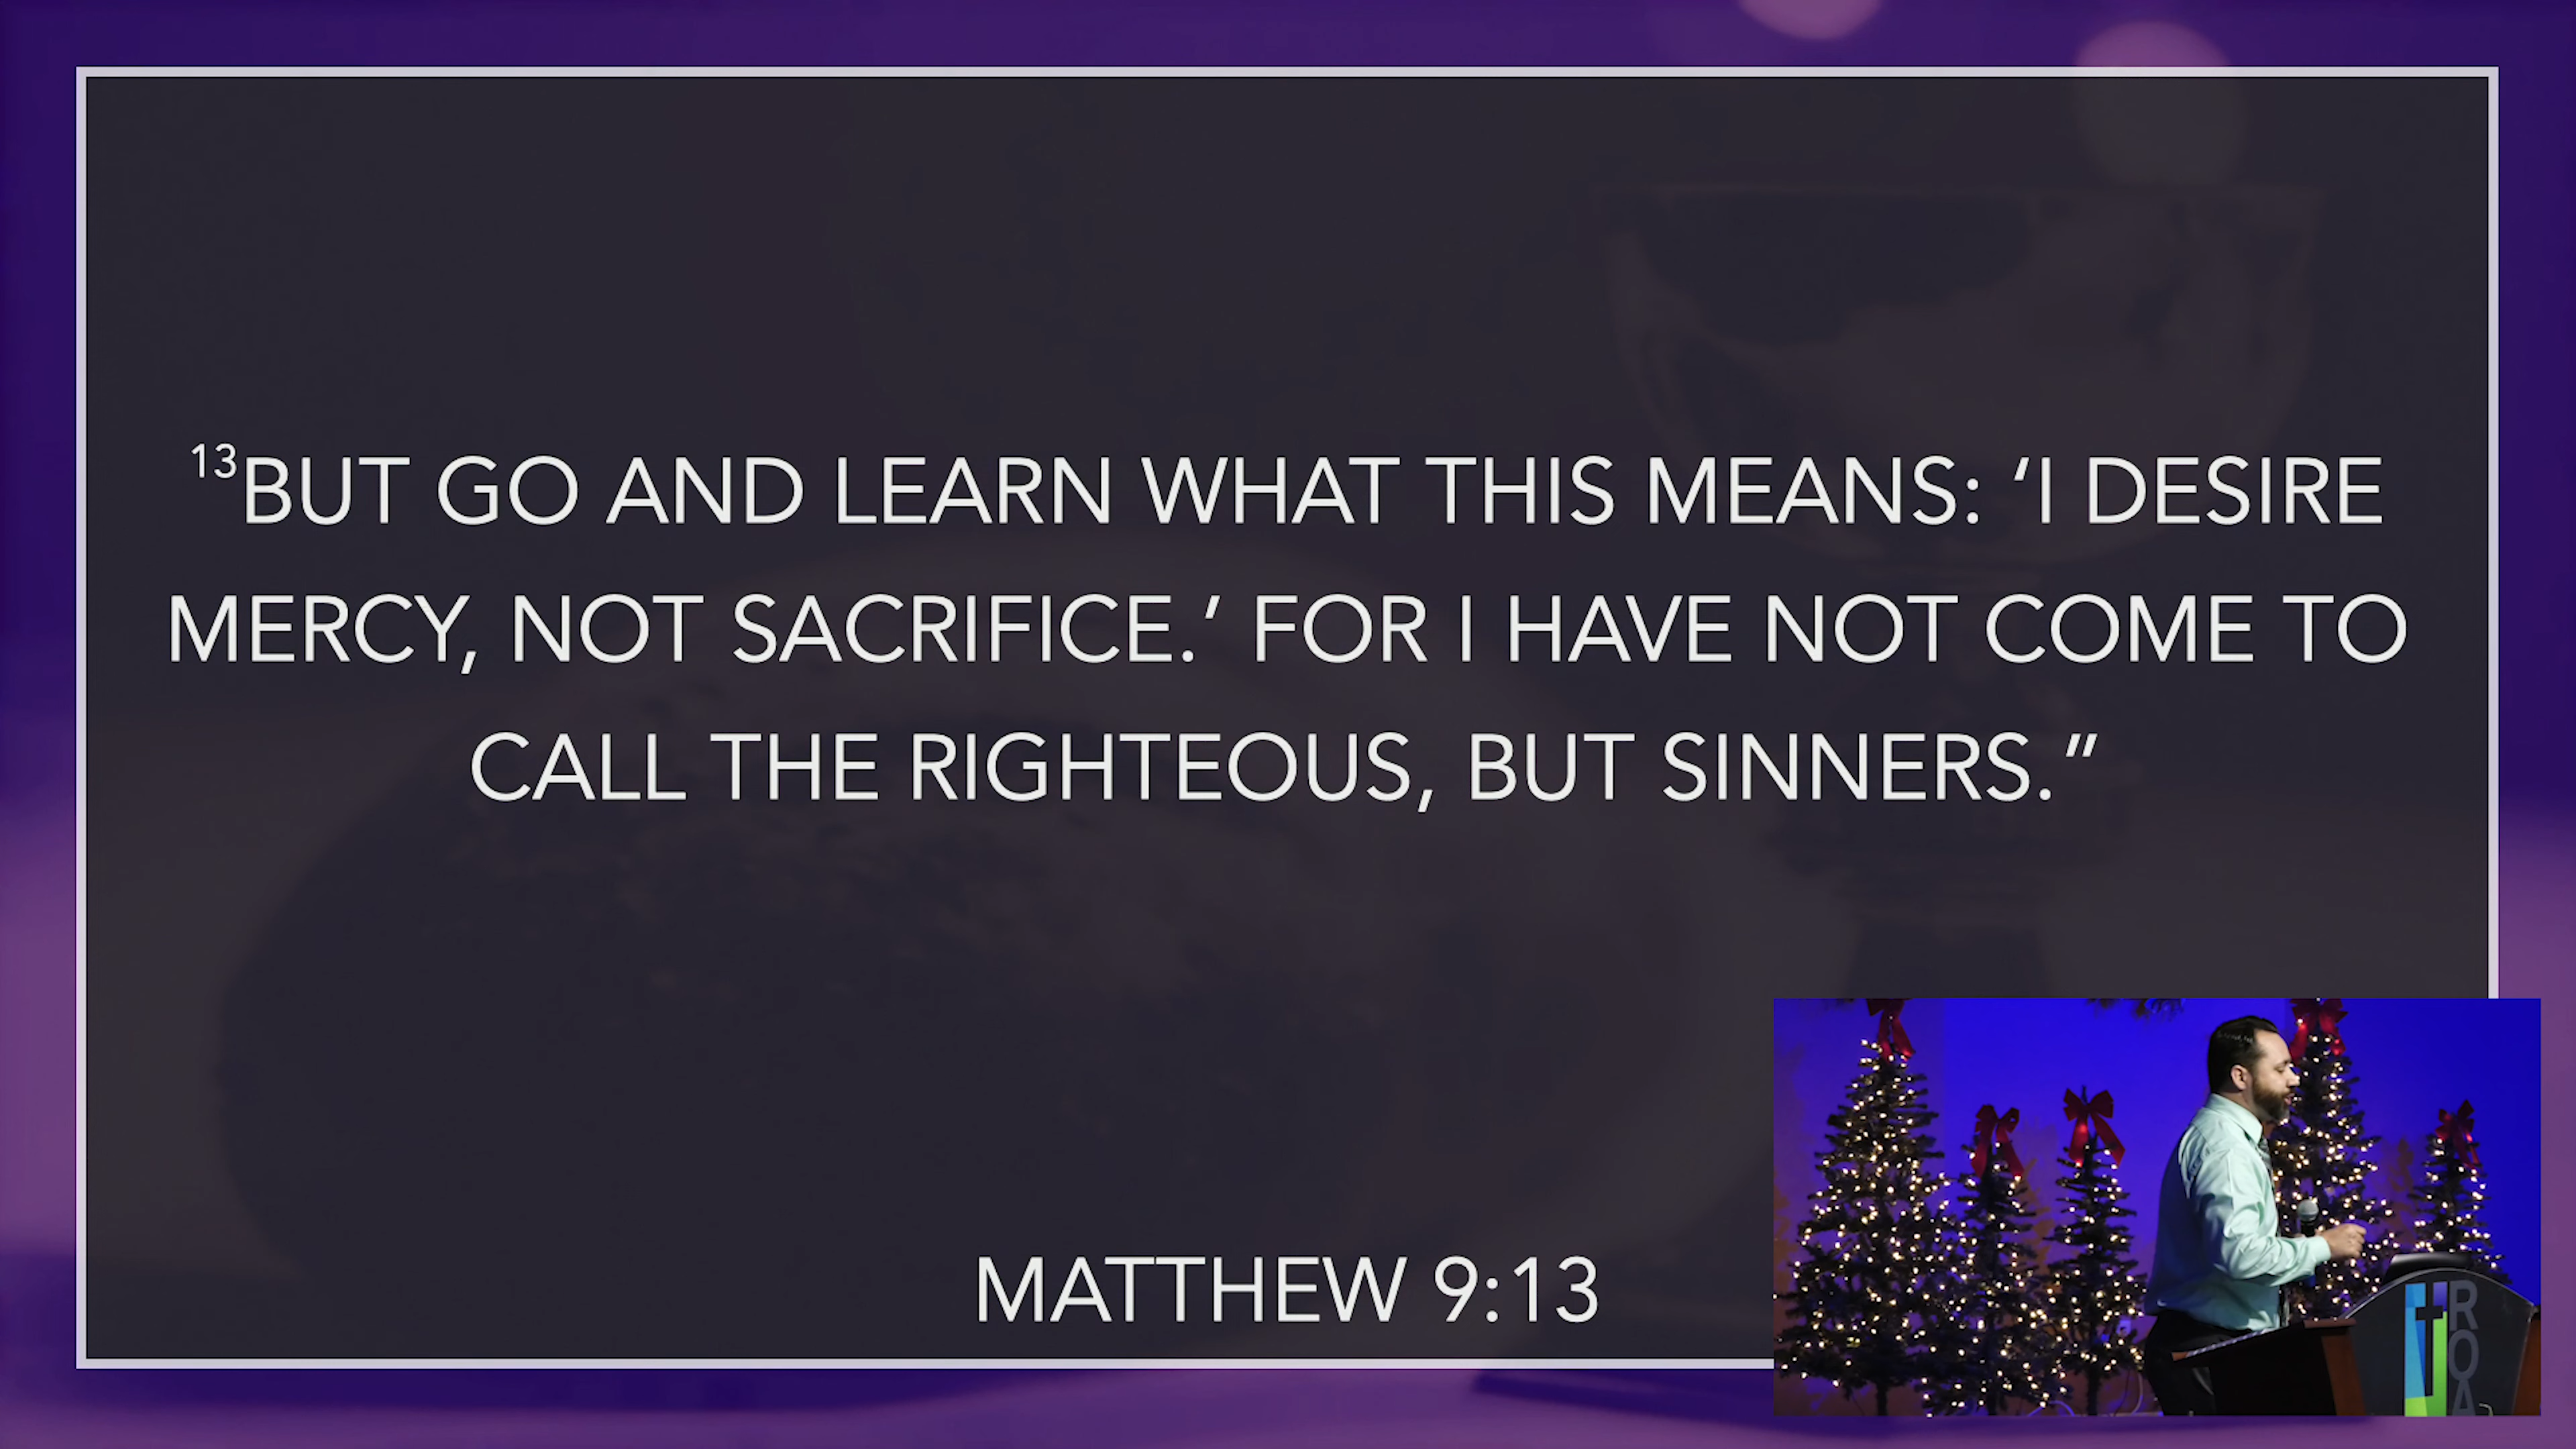 ¹³BUT GO AND LEARN WHAT THIS MEANS: ‘I DESIRE
MERCY, NOT SACRIFICE.’ FOR I HAVE NOT COME TO
CALL THE RIGHTEOUS, BUT SINNERS.”
MATTHEW 9:13